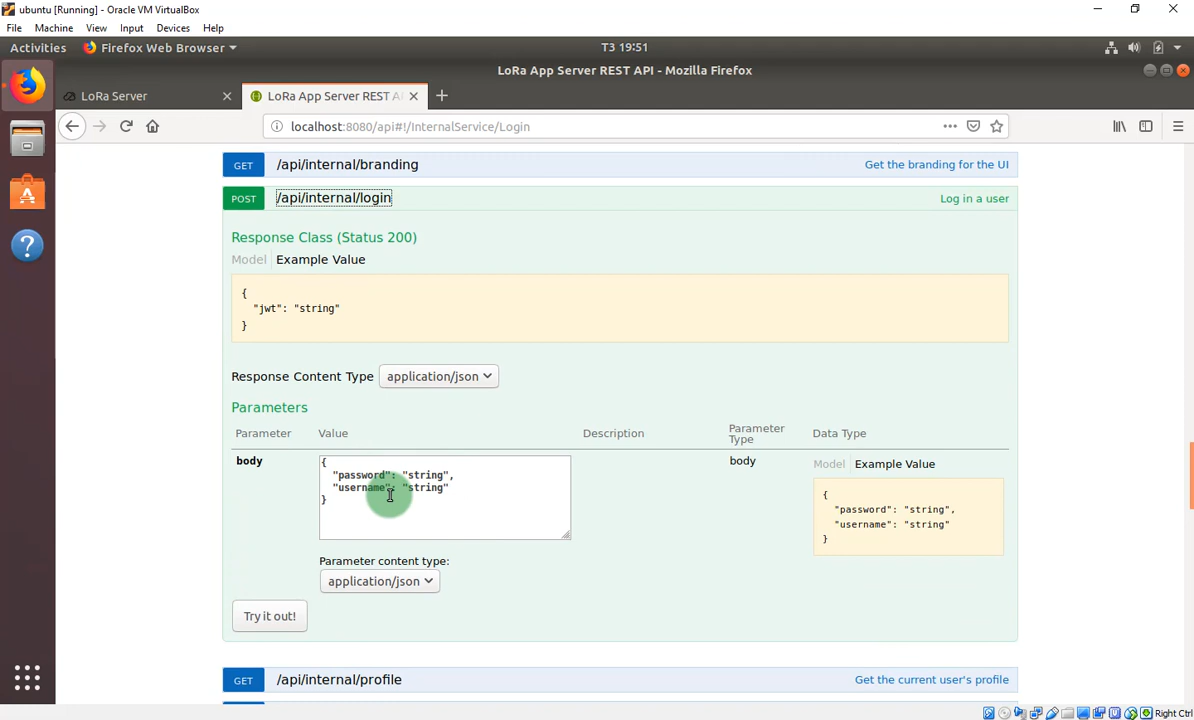 ubuntu [Running] - Oracle VM VirtualBox
File Machine View Input Devices Help
Activities Firefox Web Browser T3 19:51
LoRa App Server REST API - Mozilla Firefox
LoRa Server LoRa App Server REST A
localhost:8080/api#!/InternalService/Login
GET /api/internal/branding Get the branding for the UI
POST /api/internal/login Log in a user
Response Class (Status 200)
Model Example Value
{
"jwt": "string"
}
Response Content Type application/json
Parameters
Parameter Value Description Parameter Type Data Type
body
{
"password": "string",
"username": "string"
}
body
Model Example Value
{
"password": "string",
"username": "string"
}
Parameter content type:
application/json
Try it out!
GET /api/internal/profile Get the current user's profile
Right Ctrl